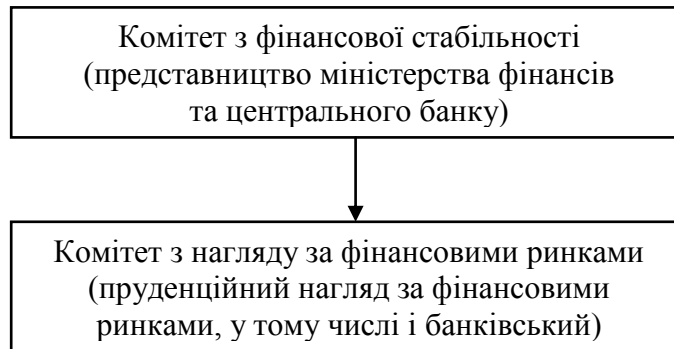 Комітет з фінансової стабільності
(представництво міністерства фінансів
та центрального банку)
Комітет з нагляду за фінансовими ринками
(пруденційний нагляд за фінансовими
ринками, у тому числі і банківський)